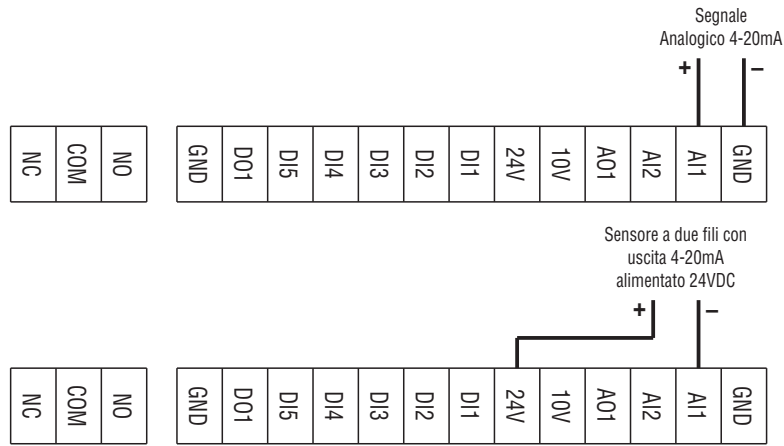 Segnale
Analogico 4-20mA
+ –
NC COM NO GND DO1 DI5 DI4 DI3 DI2 DI1 24V 10V AO1 AI2 AI1 GND
Sensore a due fili con
uscita 4-20mA
alimentato 24VDC
+ –
NC COM NO GND DO1 DI5 DI4 DI3 DI2 DI1 24V 10V AO1 AI2 AI1 GND